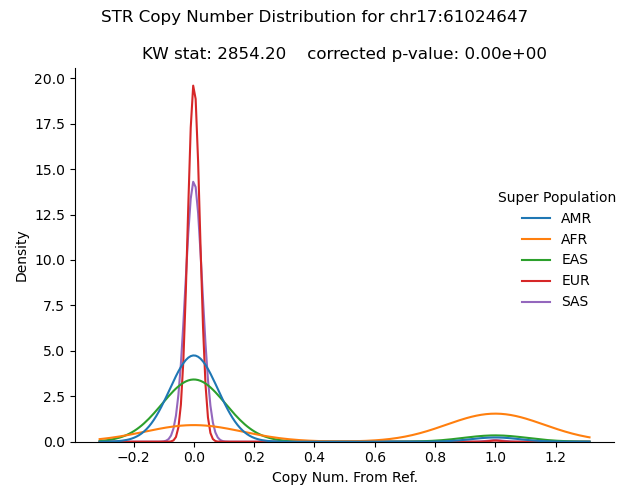 STR Copy Number Distribution for chr17:61024647
KW stat: 2854.20    corrected p-value: 0.00e+00
20.0
17.5
15.0
12.5
10.0
7.5
5.0
2.5
0.0
Density
Super Population
AMR
AFR
EAS
EUR
SAS
−0.2 0.0 0.2 0.4 0.6 0.8 1.0 1.2
Copy Num. From Ref.